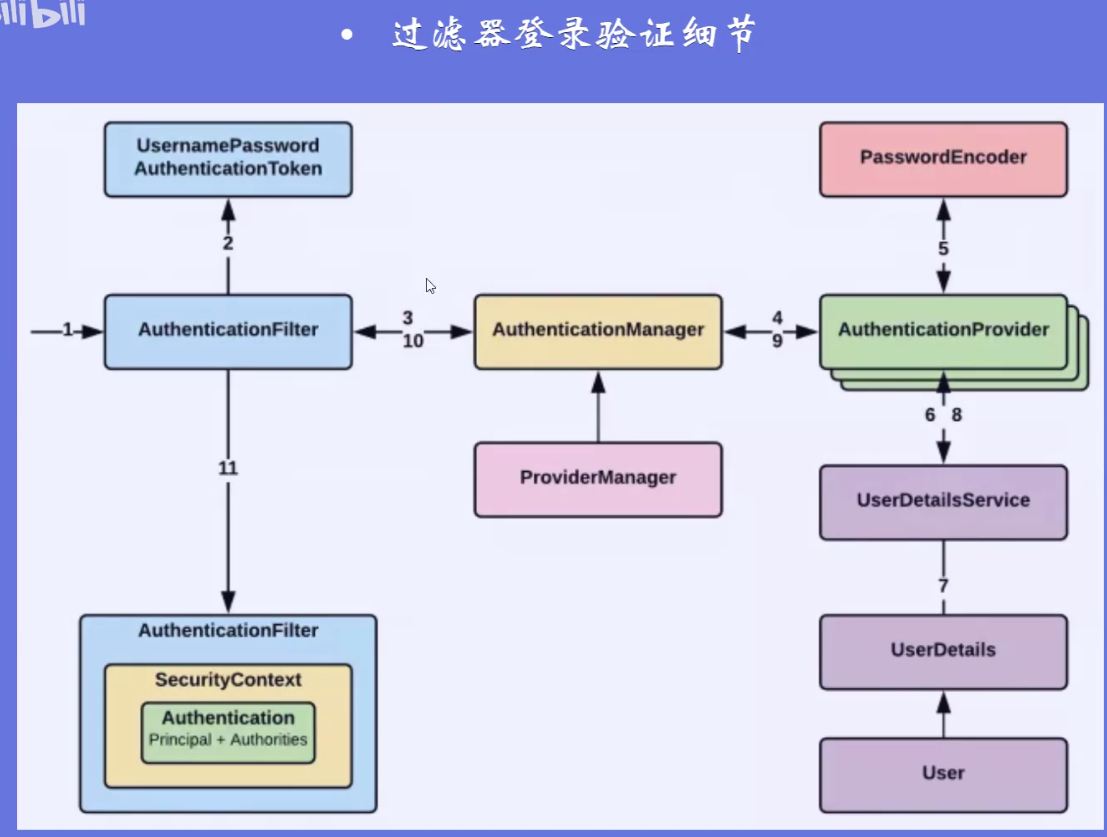 bilibili
• 过滤器登录验证细节
UsernamePassword
AuthenticationToken
PasswordEncoder
2
5
1
AuthenticationFilter
3
10
AuthenticationManager
4
9
AuthenticationProvider
6 8
11
ProviderManager
UserDetailsService
7
AuthenticationFilter
SecurityContext
Authentication
Principal + Authorities
UserDetails
User